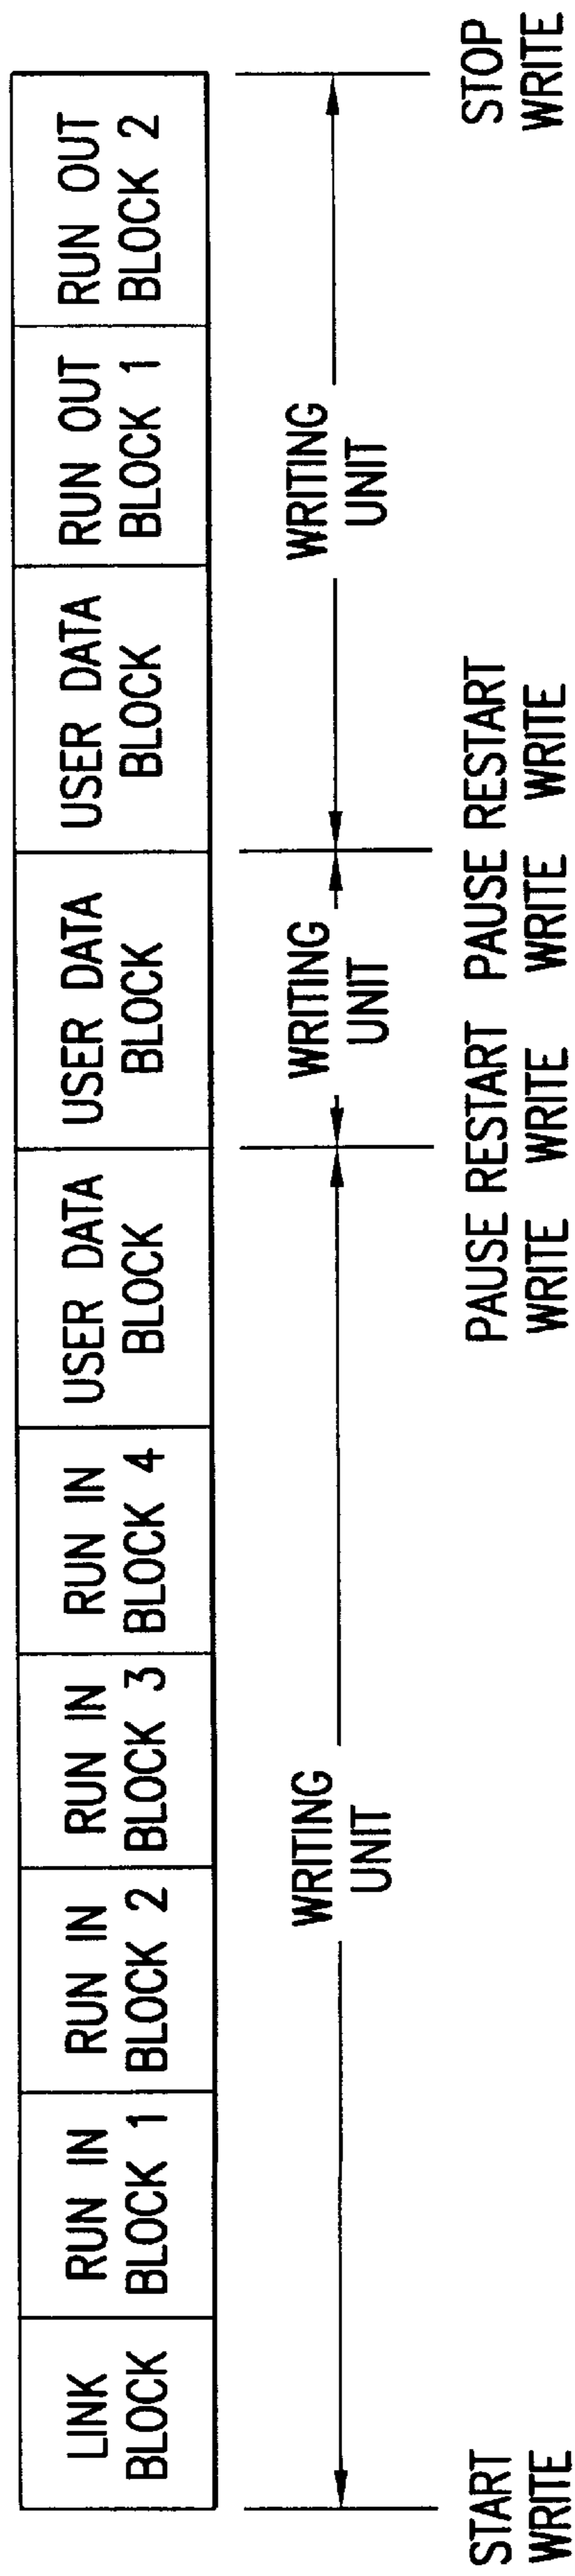 LINK
BLOCK
RUN IN
BLOCK 1
RUN IN
BLOCK 2
RUN IN
BLOCK 3
RUN IN
BLOCK 4
USER DATA
BLOCK
USER DATA
BLOCK
USER DATA
BLOCK
RUN OUT
BLOCK 1
RUN OUT
BLOCK 2
WRITING
UNIT
WRITING
UNIT
WRITING
UNIT
START
WRITE
PAUSE RESTART
WRITE WRITE
PAUSE RESTART
WRITE WRITE
STOP
WRITE